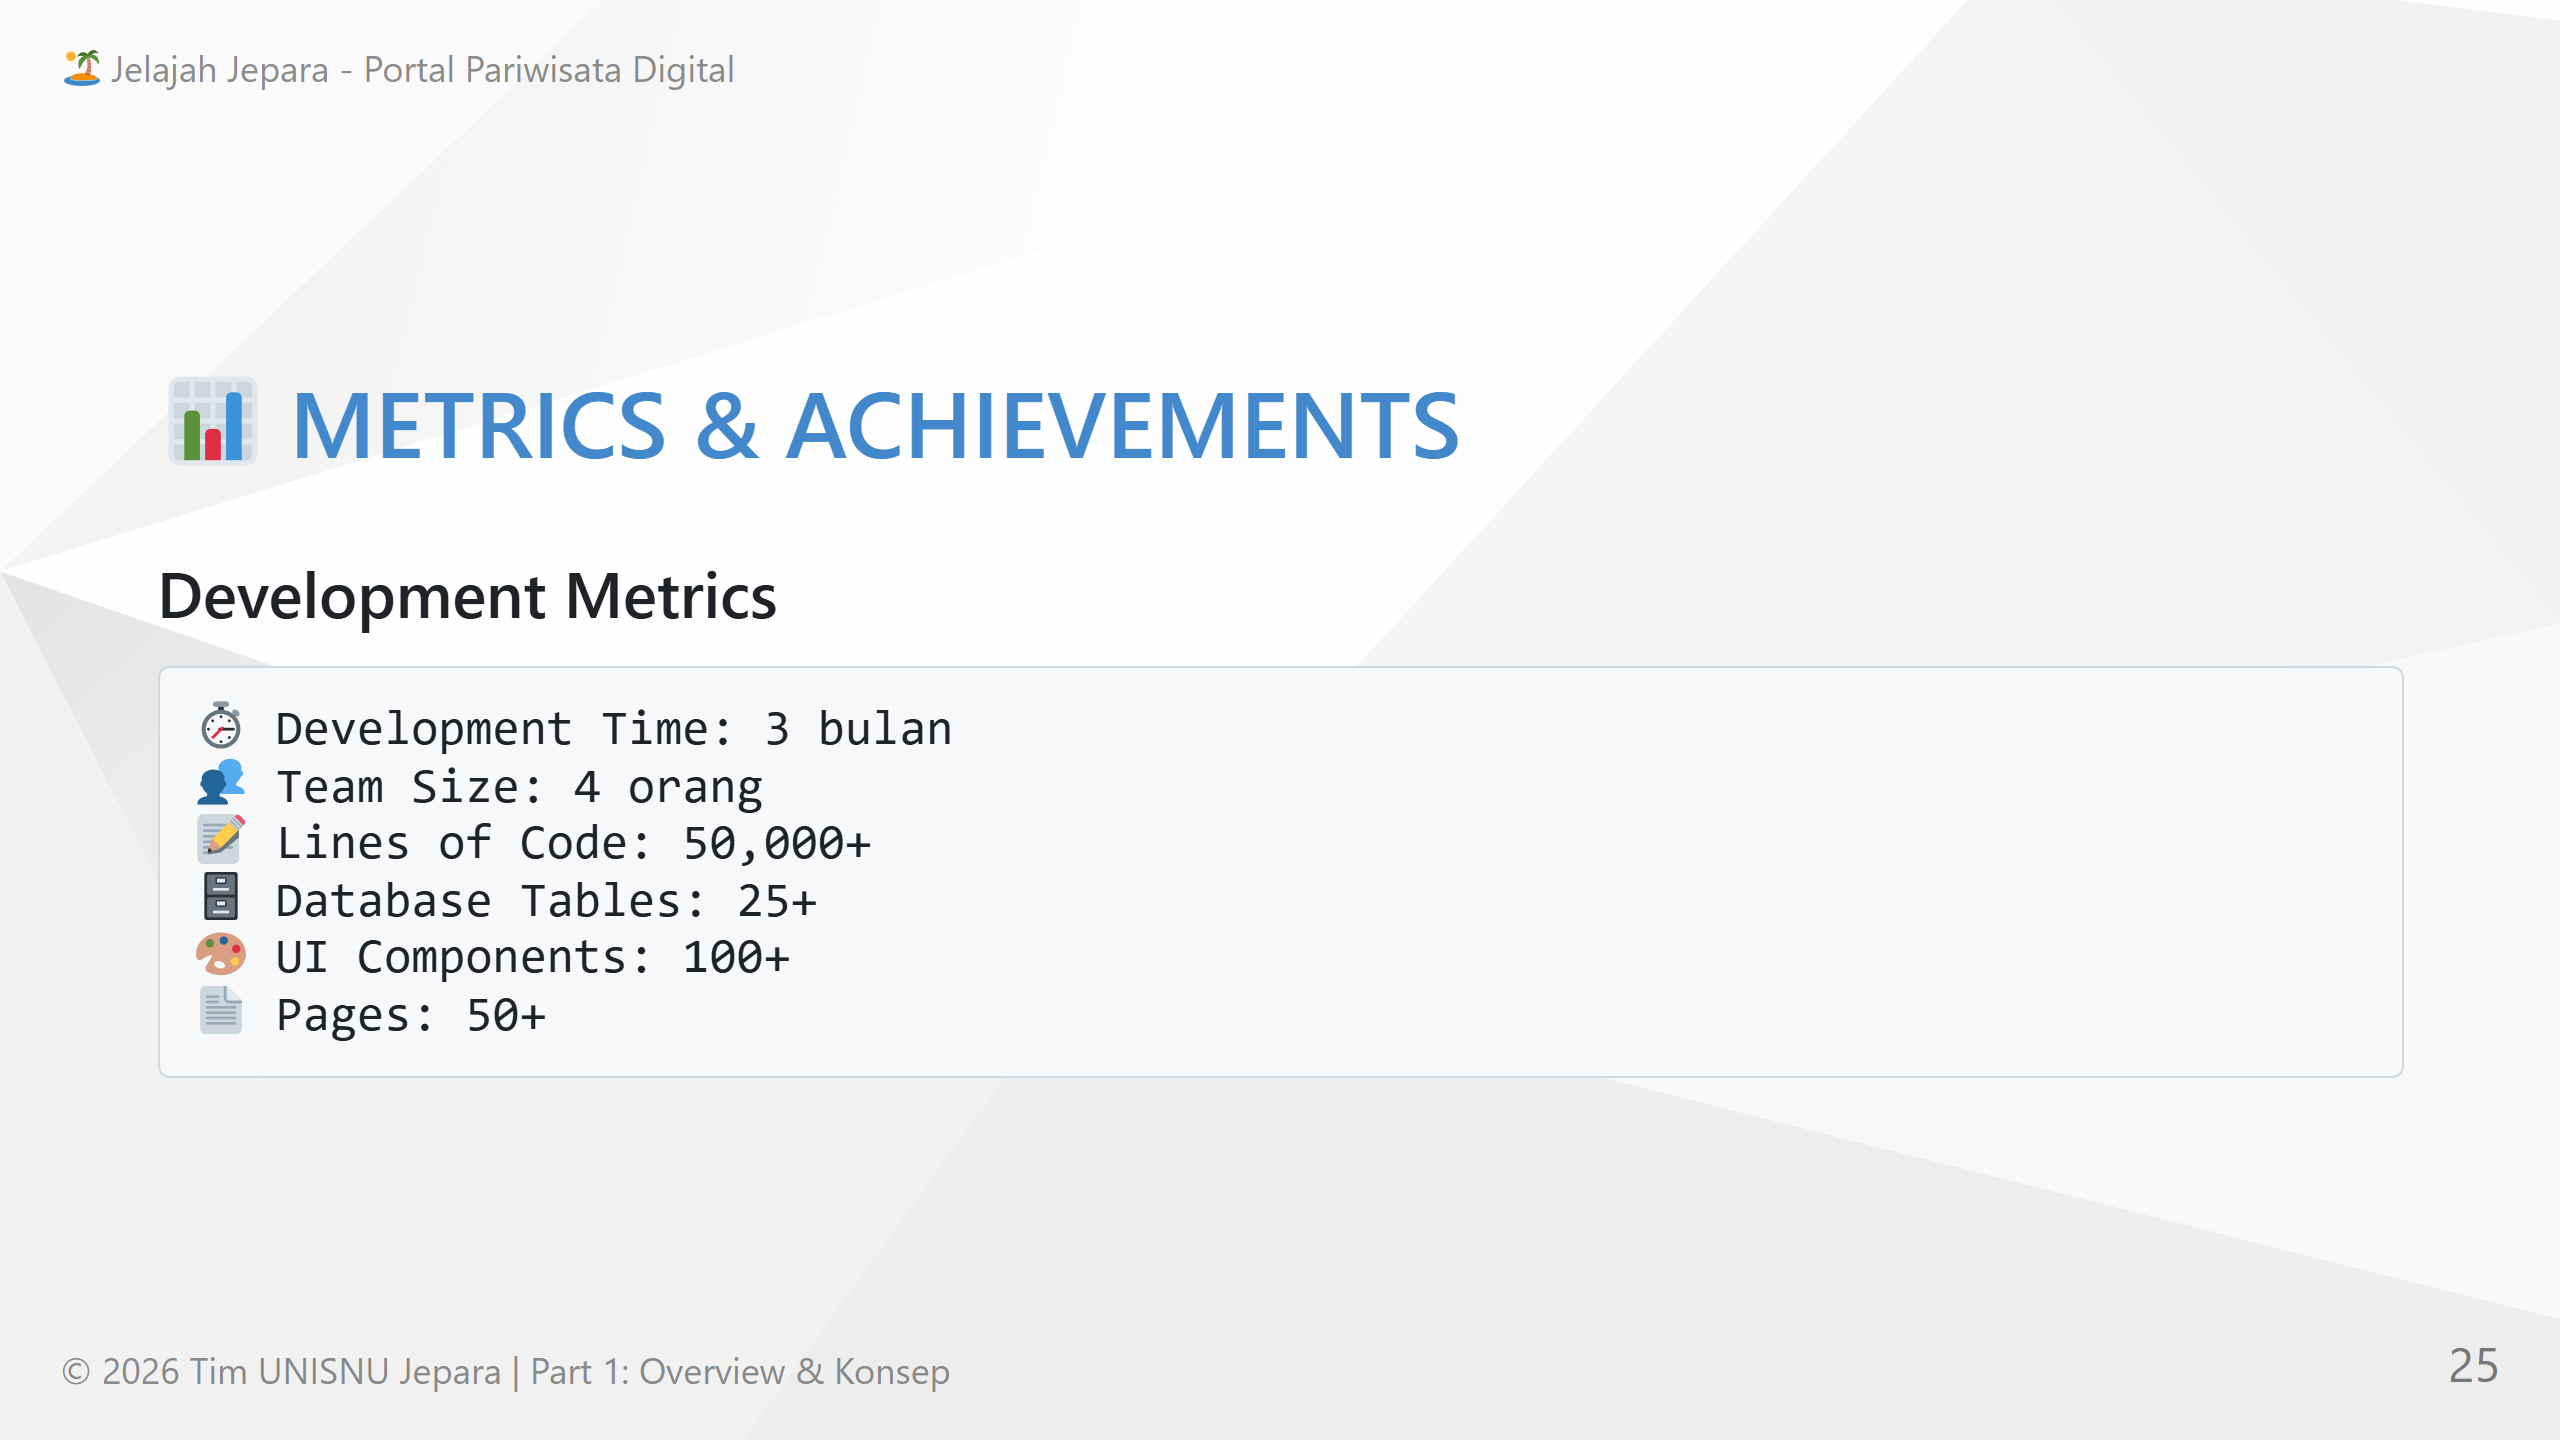 Jelajah Jepara - Portal Pariwisata Digital
METRICS & ACHIEVEMENTS
Development Metrics
Development Time: 3 bulan
Team Size: 4 orang
Lines of Code: 50,000+
Database Tables: 25+
UI Components: 100+
Pages: 50+
© 2026 Tim UNISNU Jepara | Part 1: Overview & Konsep
25